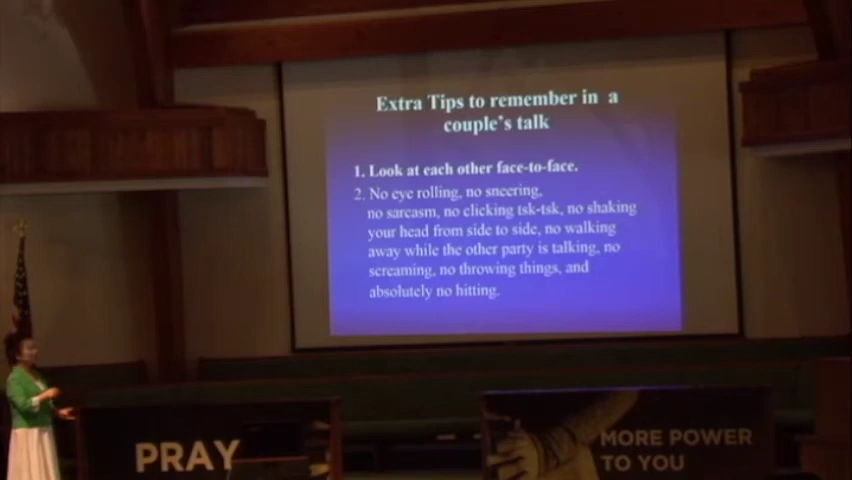 Extra Tips to remember in a
couple's talk
1. Look at each other face-to-face.
2. No eye rolling, no sneering,
no sarcasm, no clicking tsk-tsk, no shaking
your head from side to side, no walking
away while the other party is talking, no
screaming, no throwing things, and
absolutely no hitting.
PRAY
MORE POWER
TO YOU